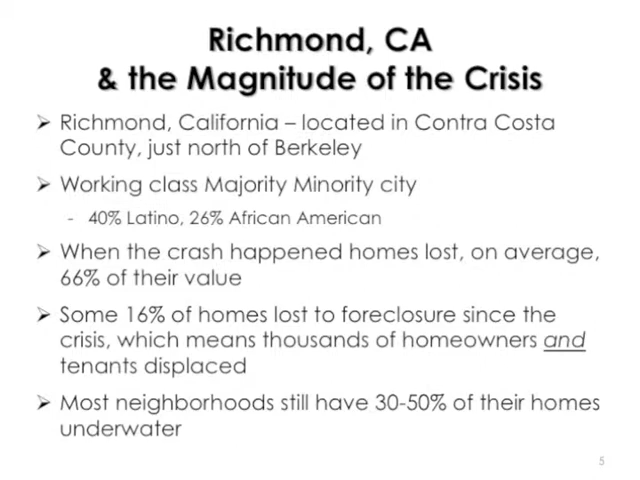 Richmond, CA
& the Magnitude of the Crisis
➢ Richmond, California – located in Contra Costa
County, just north of Berkeley
➢ Working class Majority Minority city
- 40% Latino, 26% African American
➢ When the crash happened homes lost, on average,
66% of their value
➢ Some 16% of homes lost to foreclosure since the
crisis, which means thousands of homeowners and
tenants displaced
➢ Most neighborhoods still have 30-50% of their homes
underwater
5